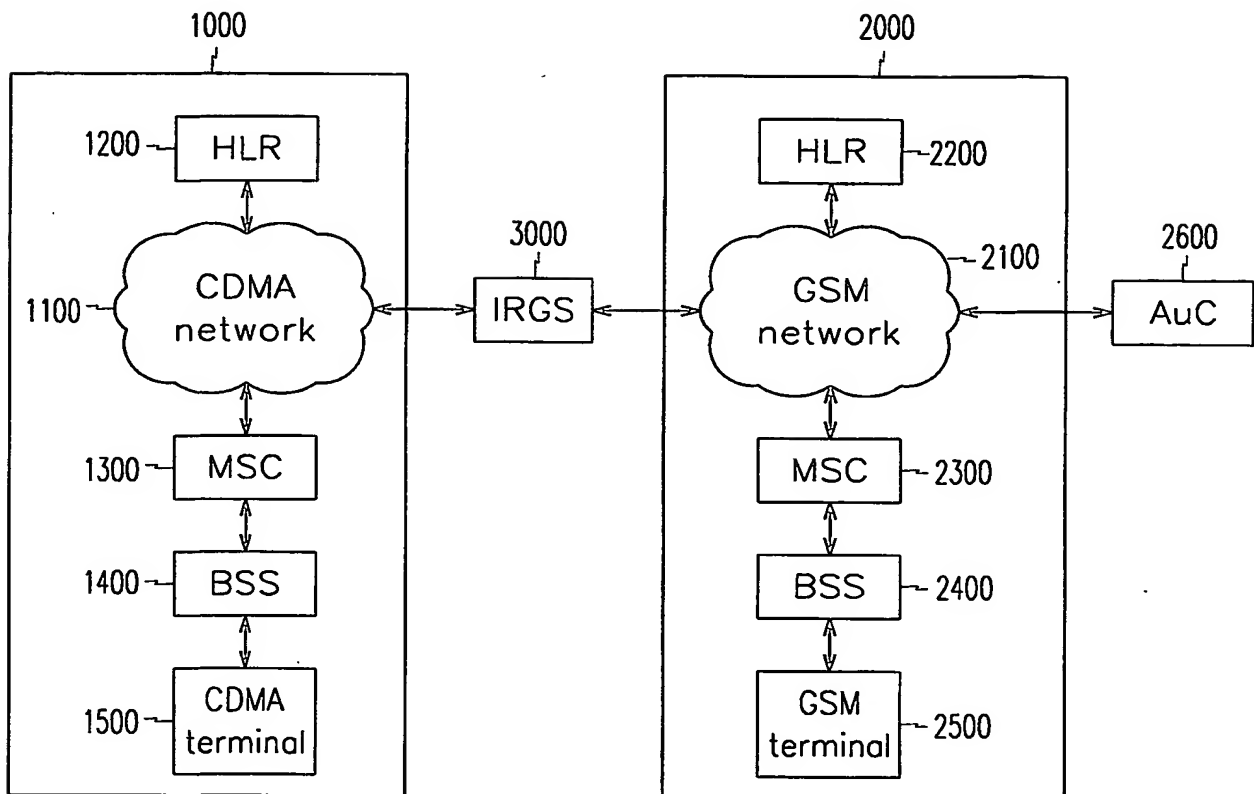 1000
2000
1200
HLR
HLR
2200
3000
2100
2600
1100
CDMA
network
IRGS
GSM
network
AuC
1300
MSC
MSC
2300
1400
BSS
BSS
2400
1500
CDMA
terminal
GSM
terminal
2500